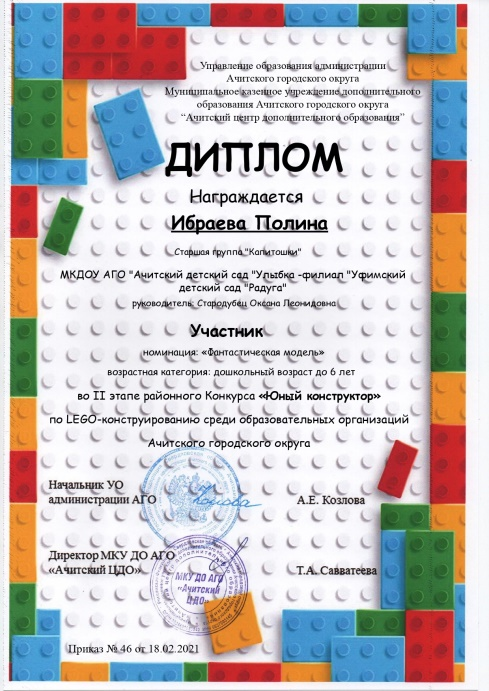 Управление образования администрации
Ачитского городского округа
Муниципальное казенное учреждение дополнительного
образования Ачитского городского округа
“Ачитский центр дополнительного образования”
ДИПЛОМ
Награждается
Ибраева Полина
Старшая группа "Капитошки"
МКДОУ АГО "Ачитский детский сад "Улыбка -филиал "Уфимский
детский сад "Радуга"
руководитель: Стародубец Оксана Леонидовна
Участник
номинация: «Фантастическая модель»
возрастная категория: дошкольный возраст до 6 лет
во II этапе районного Конкурса «Юный конструктор»
по LEGO-конструированию среди образовательных организаций
Ачитского городского округа
Начальник УО
администрации АГО
А.Е. Козлова
Директор МКУ ДО АГО
«Ачитский ЦДО»
Т.А. Савватеева
МКУ ДО АГО
«Ачитский
ЦДО»
Приказ № 46 от 18.02.2021